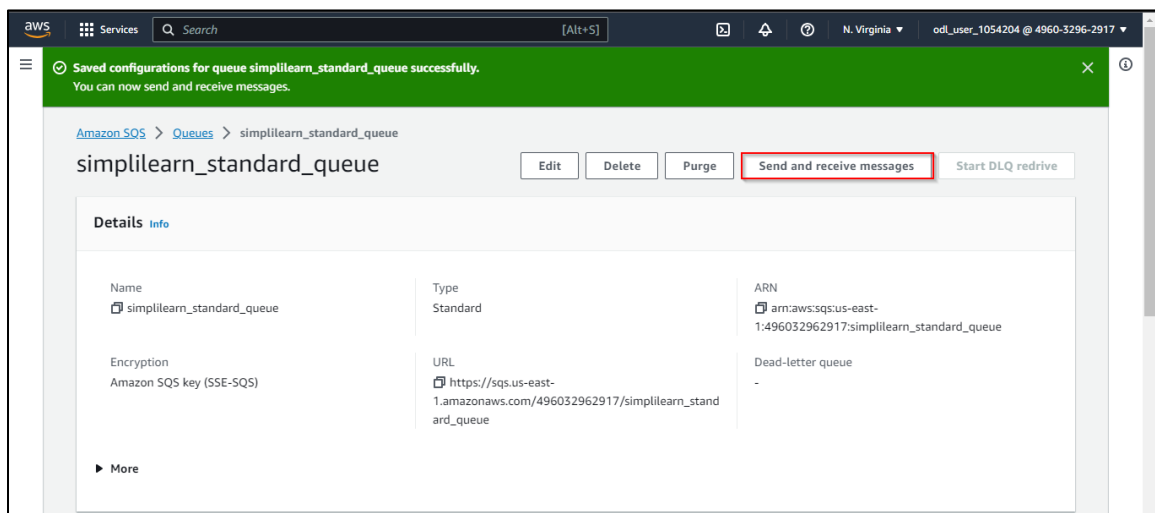 aws
Services
Search
[Alt+S]
N. Virginia ▼
odl_user_1054204 @ 4960-3296-2917 ▼
Saved configurations for queue simplilearn_standard_queue successfully.
You can now send and receive messages.
Amazon SQS > Queues > simplilearn_standard_queue
simplilearn_standard_queue
Edit
Delete
Purge
Send and receive messages
Start DLQ redrive
Details Info
Name
simplilearn_standard_queue
Type
Standard
ARN
arn:aws:sqs:us-east-
1:496032962917:simplilearn_standard_queue
Encryption
Amazon SQS key (SSE-SQS)
URL
https://sqs.us-east-
1.amazonaws.com/496032962917/simplilearn_stand
ard_queue
Dead-letter queue
-
More